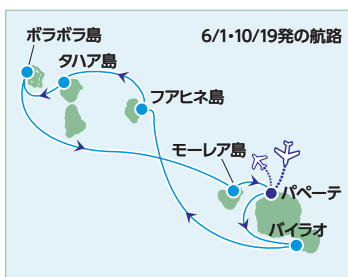 ボラボラ島
6/1・10/19発の航路
タハア島
フアヒネ島
モーレア島
パペーテ
バイラオ